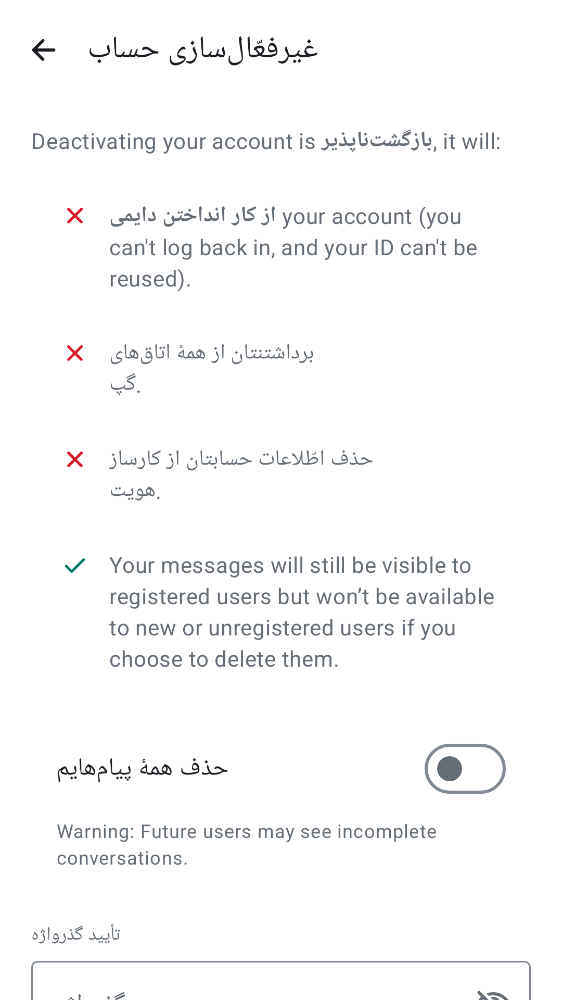 غیرفعّال‌سازی حساب
Deactivating your account is بازگشت‌ناپذیر, it will:
از کار انداختن دایمی your account (you
can't log back in, and your ID can't be
reused).
برداشتنتان از همهٔ اتاق‌های
گپ.
حذف اطّلاعات حسابتان از کارساز
هویت.
Your messages will still be visible to
registered users but won’t be available
to new or unregistered users if you
choose to delete them.
حذف همهٔ پیام‌هایم
Warning: Future users may see incomplete
conversations.
تأیید گذرواژه